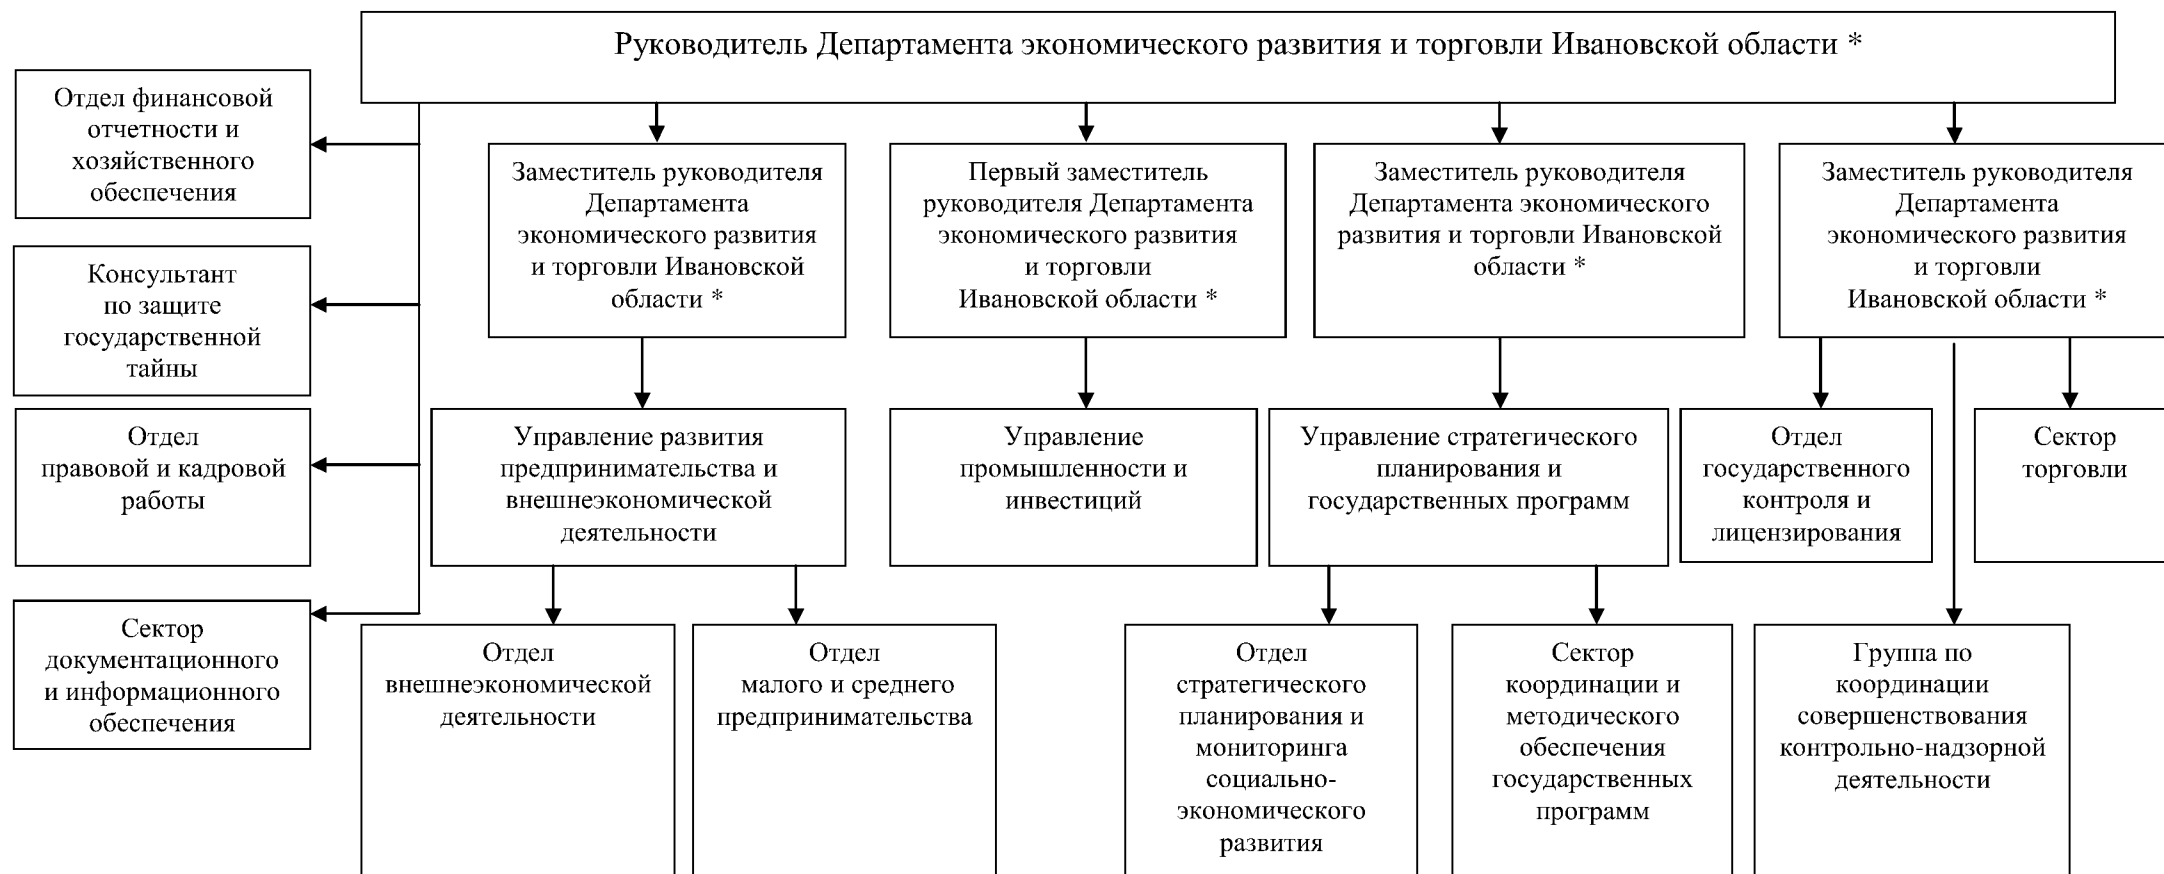 Руководитель Департамента экономического развития и торговли Ивановской области *
Отдел финансовой
отчетности и
хозяйственного
обеспечения
Консультант
по защите
государственной
тайны
Отдел
правовой и кадровой
работы
Сектор
документационного
и информационного
обеспечения
Заместитель руководителя
Департамента
экономического развития
и торговли Ивановской
области *
Первый заместитель
руководителя Департамента
экономического развития
и торговли
Ивановской области *
Заместитель руководителя
Департамента экономического
развития и торговли Ивановской
области *
Заместитель руководителя
Департамента
экономического развития
и торговли
Ивановской области *
Управление развития
предпринимательства и
внешнеэкономической
деятельности
Управление
промышленности и
инвестиций
Управление стратегического
планирования и
государственных программ
Отдел
государственного
контроля и
лицензирования
Сектор
торговли
Отдел
внешнеэкономической
деятельности
Отдел
малого и среднего
предпринимательства
Отдел
стратегического
планирования и
мониторинга
социально-
экономического
развития
Сектор
координации и
методического
обеспечения
государственных
программ
Группа по
координации
совершенствования
контрольно-надзорной
деятельности